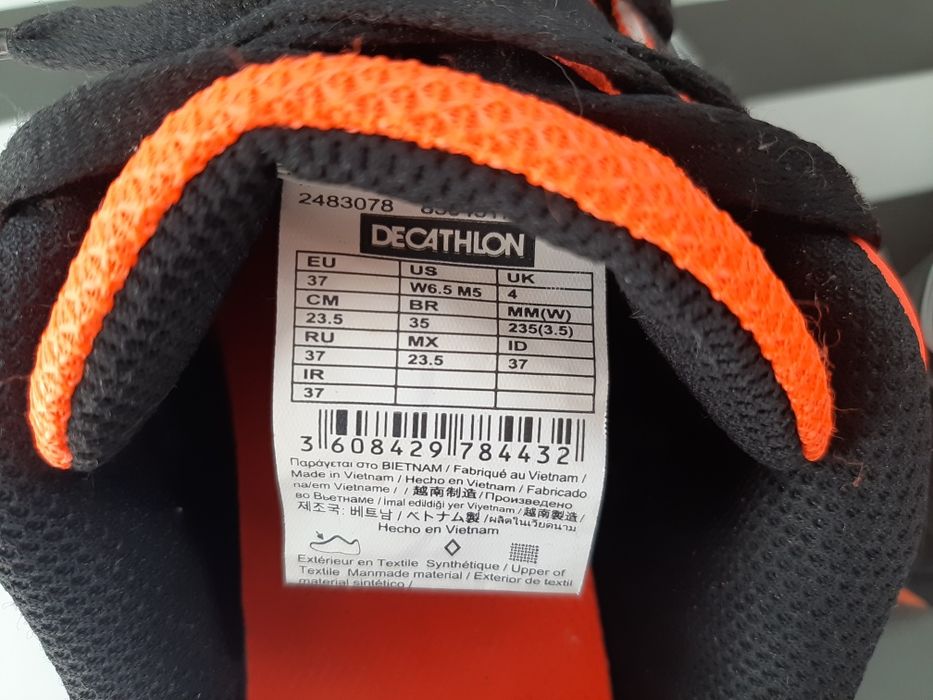 2483078
DECATHLON
EU US UK
37 W6.5 M5 4
CM BR MM(W)
23.5 35 235(3.5)
RU MX ID
37 23.5 37
IR
37
3 608429 784432
Παράγεται στο ΒΙΕΤΝΑΜ / Fabriqué au Vietnam /
Made in Vietnam / Hecho en Vietnam / Fabricado
na/em Vietname / / 越南制造 / Произведено
во Вьетнаме / İmal edildiği yer Viyetnam / 越南製造 /
제조국: 베트남 / ベトナム製 / ผลิตในเวียดนาม
Hecho en Vietnam
Extérieur en Textile Synthétique / Upper of
Textile Manmade material / Exterior de textil
material sintético /